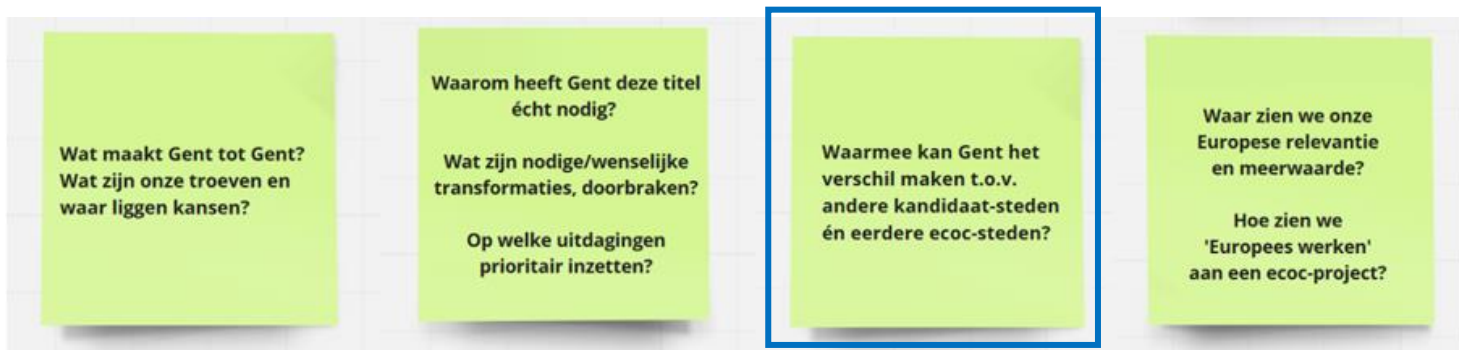 Wat maakt Gent tot Gent?
Wat zijn onze troeven en
waar liggen kansen?
Waarom heeft Gent deze titel
écht nodig?
Wat zijn nodige/wenselijke
transformaties, doorbraken?
Op welke uitdagingen
prioritair inzetten?
Waarmee kan Gent het
verschil maken t.o.v.
andere kandidaat-steden
én eerdere ecoc-steden?
Waar zien we onze
Europese relevantie
en meerwaarde?
Hoe zien we
'Europees werken'
aan een ecoc-project?